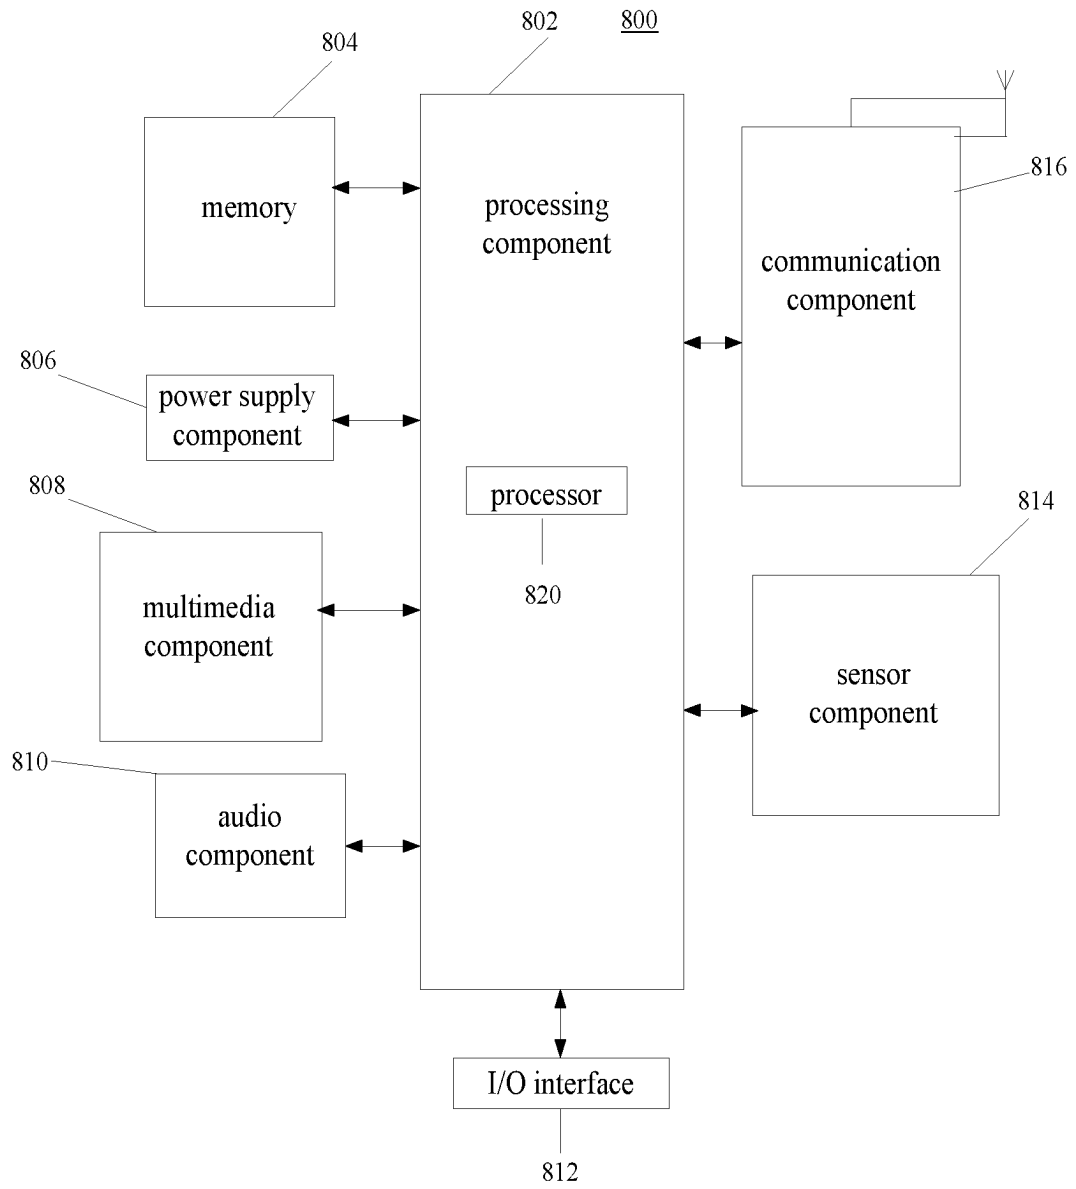 802
800
804
memory
processing
component
816
communication
component
806
power supply
component
808
processor
814
820
multimedia
component
sensor
component
810
audio
component
I/O interface
812